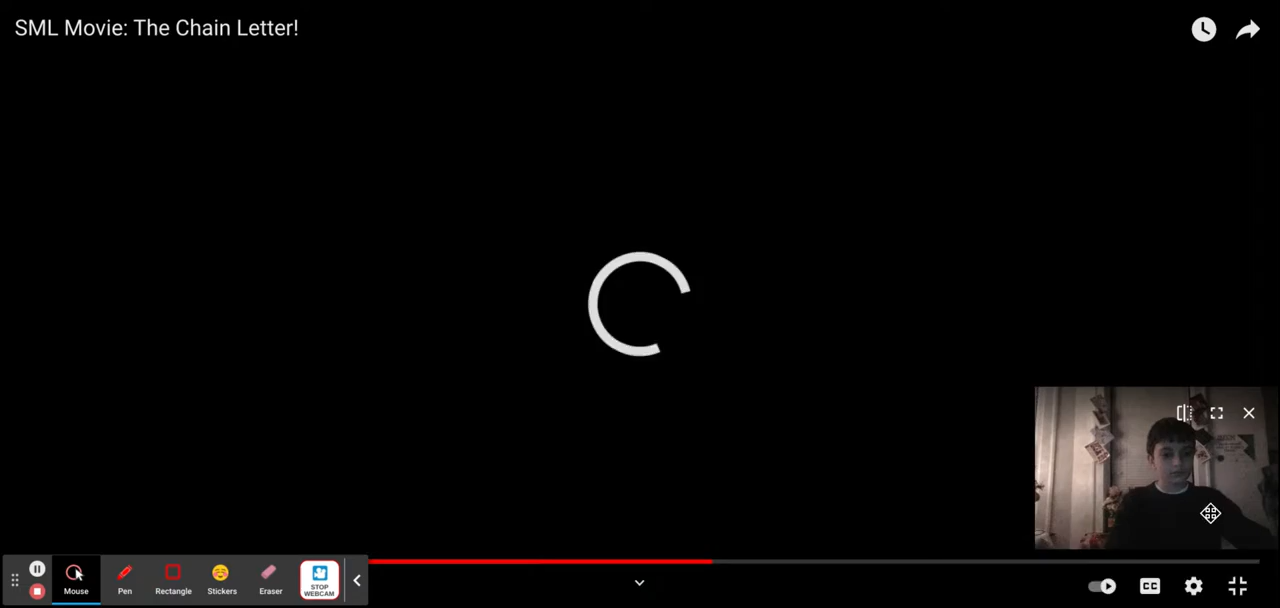 SML Movie: The Chain Letter!
Mouse
Pen
Rectangle
Stickers
Eraser
STOP
WEBCAM
CC